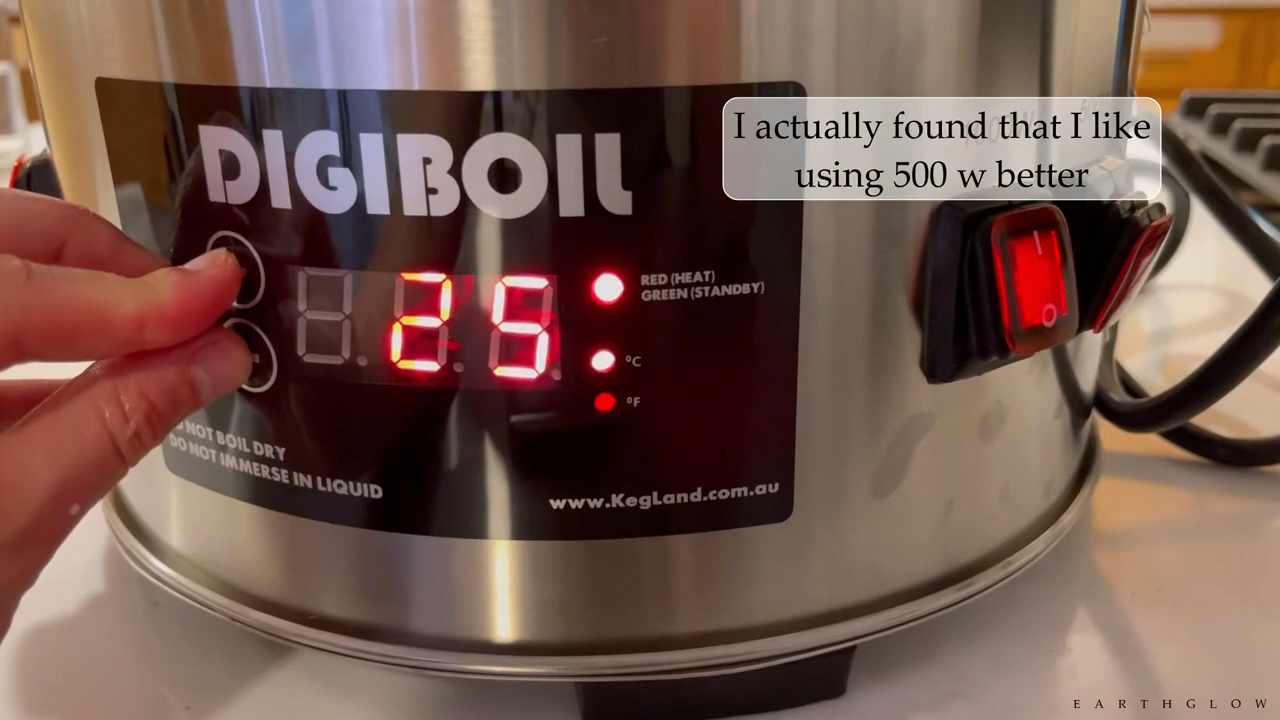 DIGIBOIL
I actually found that I like
using 500 w better
25
RED (HEAT)
GREEN (STANDBY)
°C
°F
NOT BOIL DRY
DO NOT IMMERSE IN LIQUID
www.KegLand.com.au
EARTHGLOW